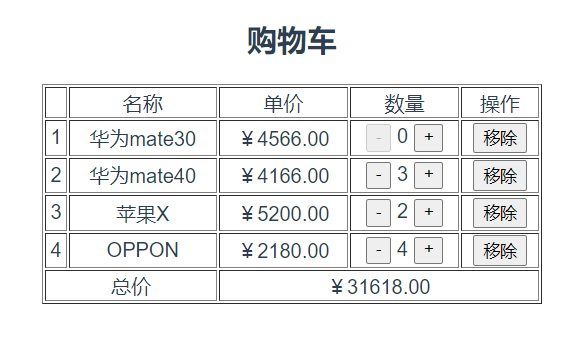 购物车
名称 单价 数量 操作
1 华为mate30 ￥4566.00 - 0 + 移除
2 华为mate40 ￥4166.00 - 3 + 移除
3 苹果X ￥5200.00 - 2 + 移除
4 OPPON ￥2180.00 - 4 + 移除
总价 ￥31618.00